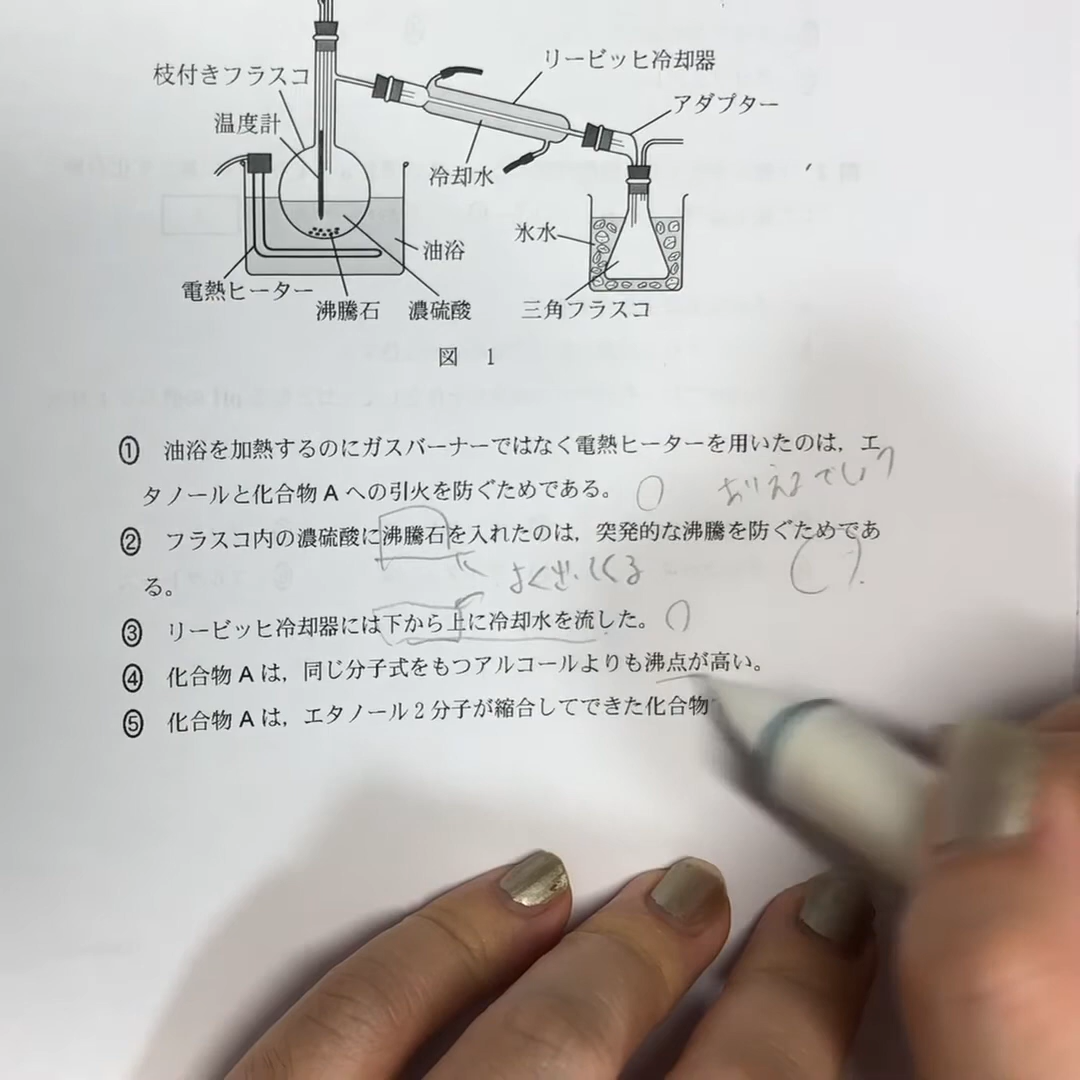 リービッヒ冷却器
枝付きフラスコ
アダプター
温度計
冷却水
氷水
油浴
電熱ヒーター
沸騰石
濃硫酸
三角フラスコ
図 1
① 油浴を加熱するのにガスバーナーではなく電熱ヒーターを用いたのは，エ
タノールと化合物Aへの引火を防ぐためである。
ありえるでしょう
② フラスコ内の濃硫酸に沸騰石を入れたのは，突発的な沸騰を防ぐためであ
る。
③ リービッヒ冷却器には下から上に冷却水を流した。
④ 化合物Aは，同じ分子式をもつアルコールよりも沸点が高い。
⑤ 化合物Aは，エタノール2分子が縮合してできた化合物